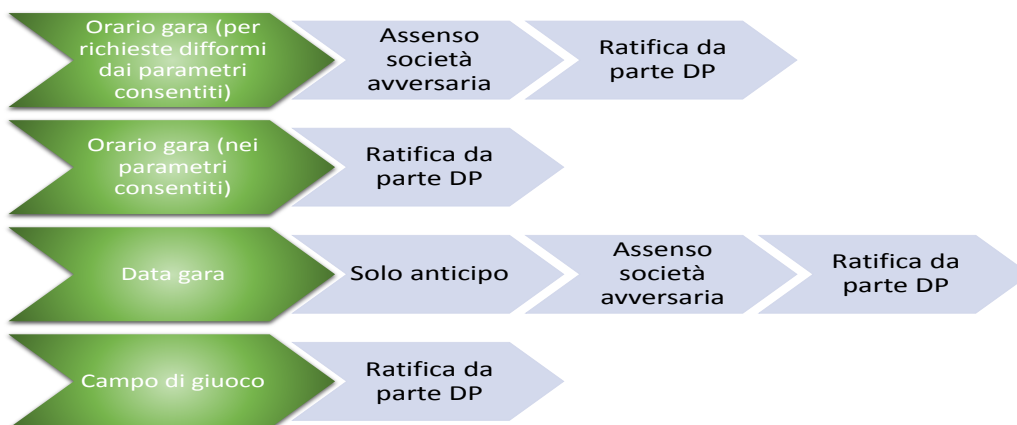 Orario gara (per
richieste difformi
dai parametri
consentiti)
Assenso
società
avversaria
Ratifica da
parte DP
Orario gara (nei
parametri
consentiti)
Ratifica da
parte DP
Data gara
Solo anticipo
Assenso
società
avversaria
Ratifica da
parte DP
Campo di giuoco
Ratifica da
parte DP